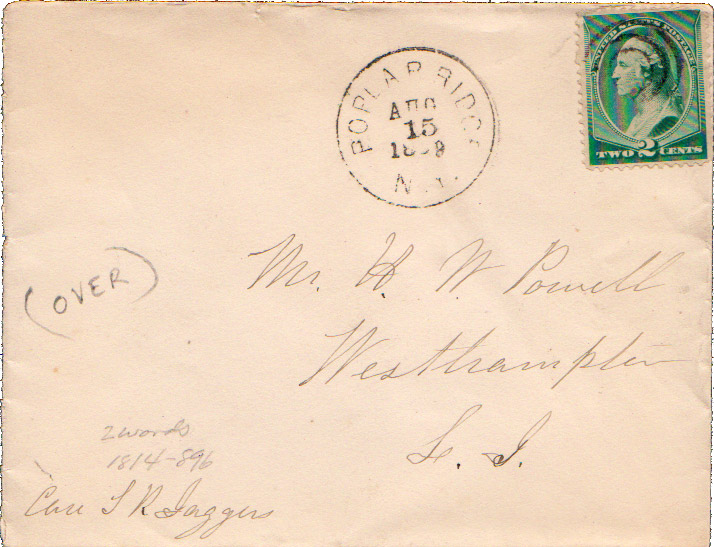 UNITED STATES POSTAGE
TWO 2 CENTS
POPLAR RIDGE
AUG
15
N.Y.
Mr. H. W. Powell
Westhampton
L. I.
(OVER)
2 words
1814-896
Care S R Jaggers